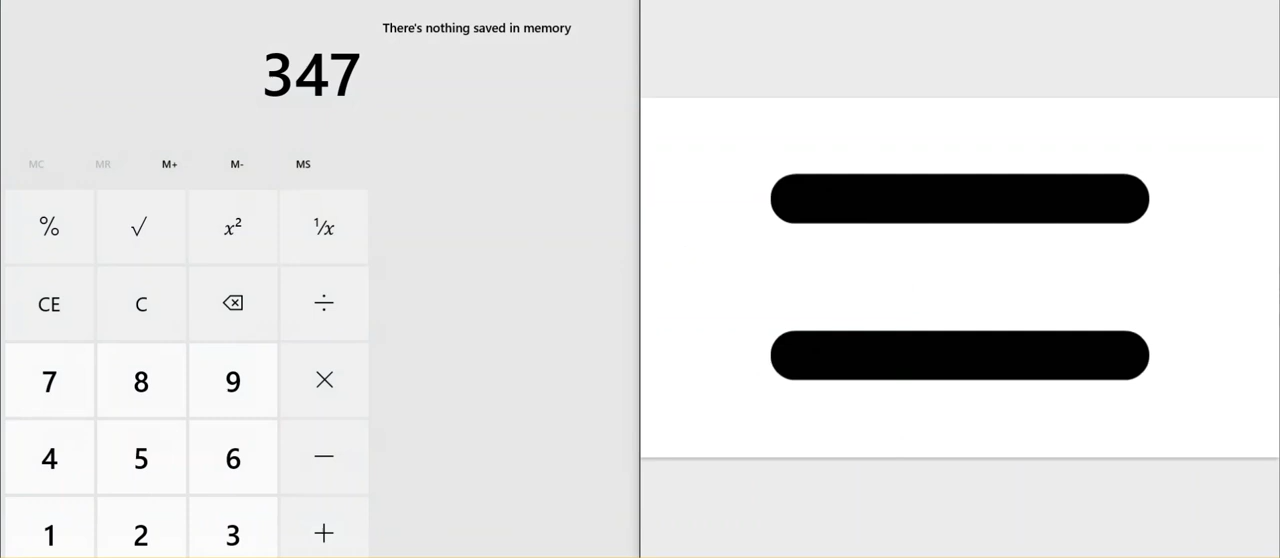 There's nothing saved in memory
347
MC MR M+ M- MS
% √ x² ¹/x
CE C ÷
7 8 9 ×
4 5 6 −
1 2 3 +
=